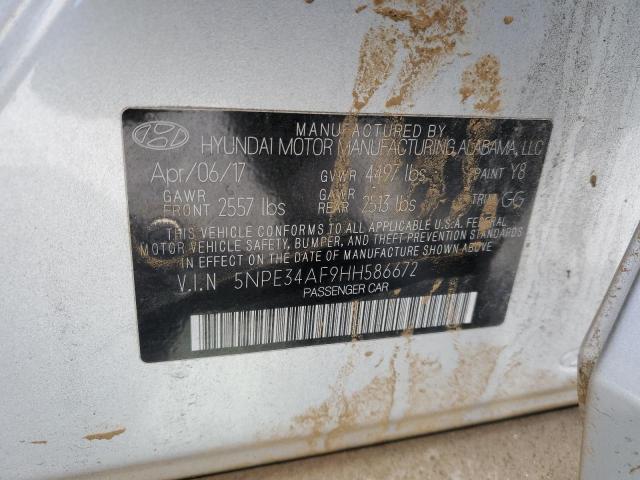 MANUFACTURED BY
HYUNDAI MOTOR MANUFACTURING ALABAMA, LLC
Apr/06/17 GVWR 4497 lbs PAINT Y8
GAWR FRONT 2557 lbs GAWR REAR 2513 lbs TRIM GG
THIS VEHICLE CONFORMS TO ALL APPLICABLE U.S.A. FEDERAL
MOTOR VEHICLE SAFETY, BUMPER, AND THEFT PREVENTION STANDARDS
IN EFFECT ON THE DATE OF MANUFACTURE SHOWN ABOVE.
V.I.N 5NPE34AF9HH586672
PASSENGER CAR